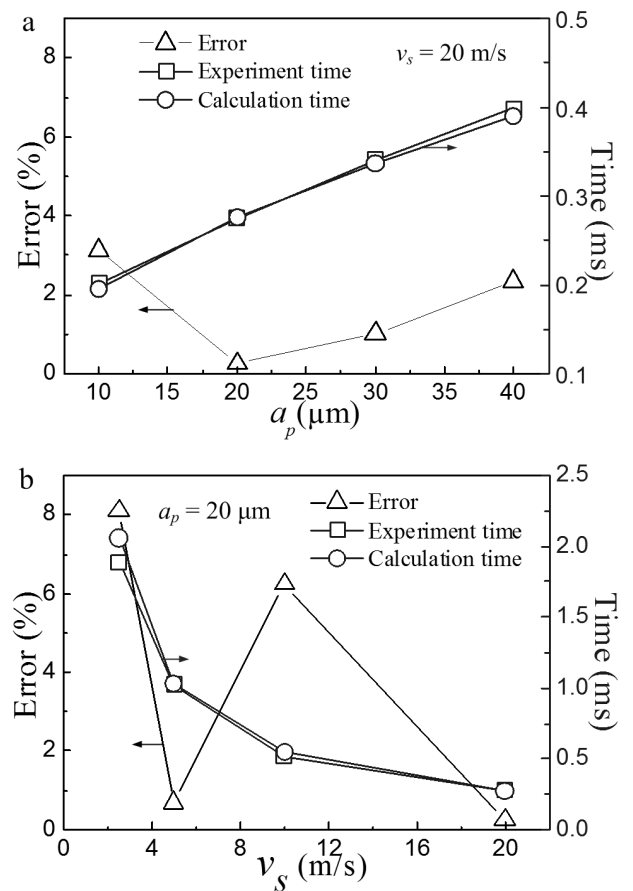 a
Error
Experiment time
Calculation time
v_s = 20 m/s
Error (%)
8
6
4
2
0
Time (ms)
0.5
0.4
0.3
0.2
0.1
10 15 20 25 30 35 40
a_p (μm)
b
a_p = 20 μm
Error
Experiment time
Calculation time
Error (%)
8
6
4
2
0
Time (ms)
2.5
2.0
1.5
1.0
0.5
0.0
0 4 8 12 16 20
v_s (m/s)